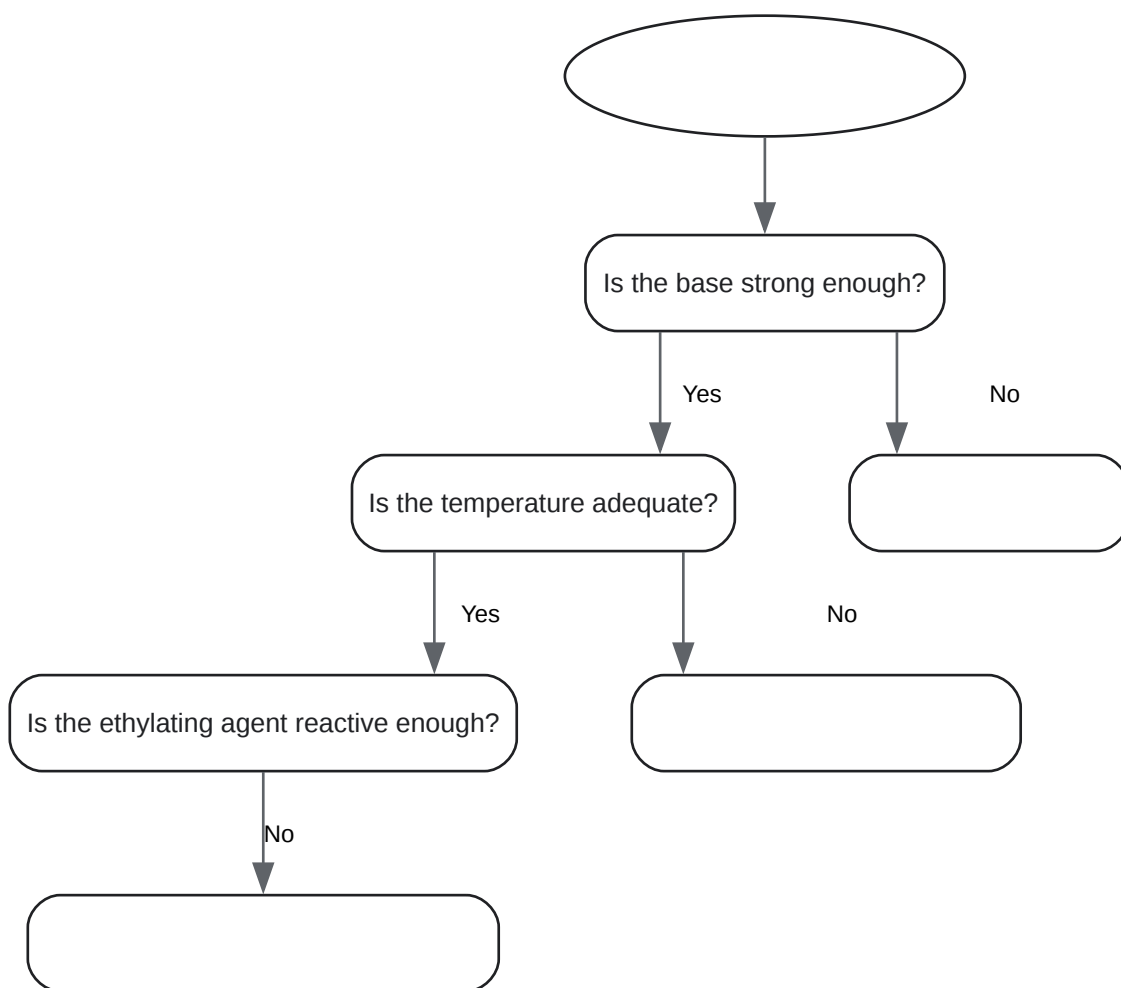 Is the base strong enough?
Yes
No
Is the temperature adequate?
Yes
No
Is the ethylating agent reactive enough?
No